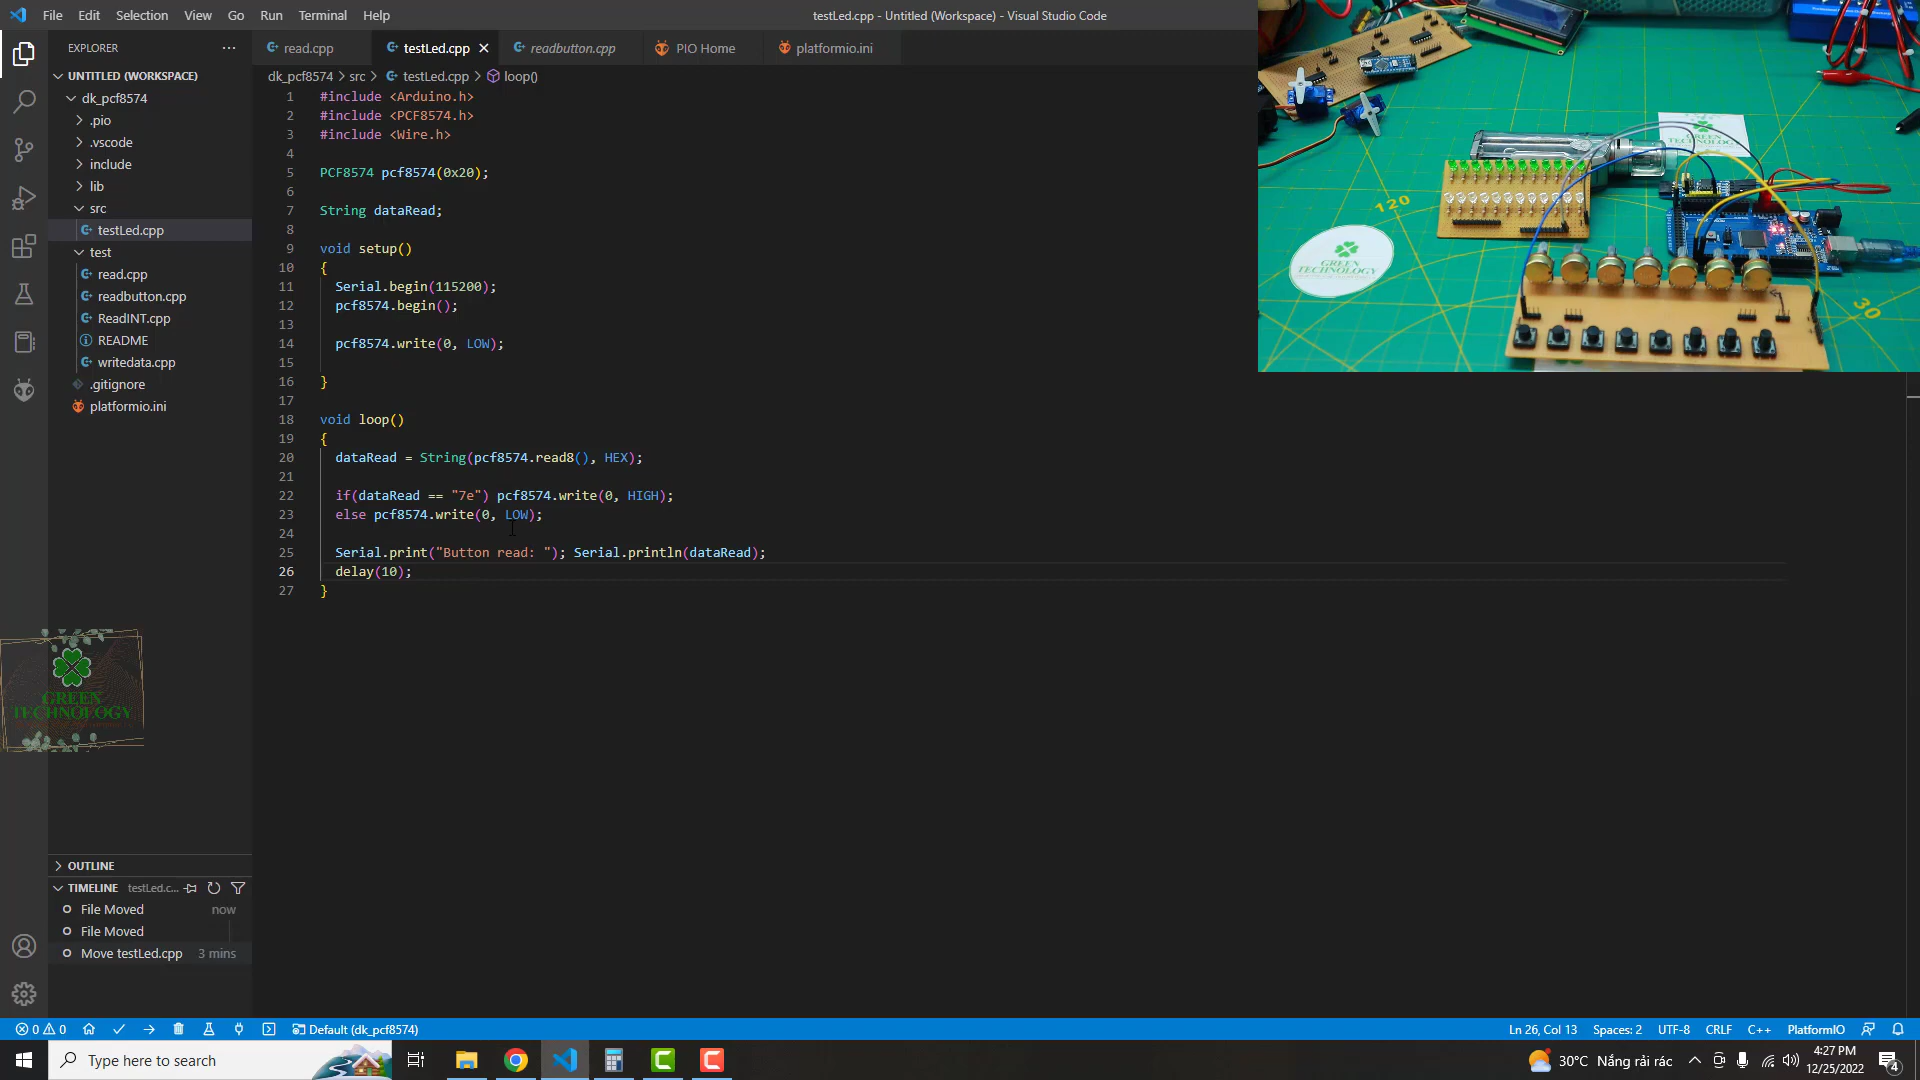 File Edit Selection View Go Run Terminal Help
testLed.cpp - Untitled (Workspace) - Visual Studio Code
EXPLORER
read.cpp testLed.cpp readbutton.cpp PIO Home platformio.ini
dk_pcf8574 > src > testLed.cpp > loop()
UNTITLED (WORKSPACE)
dk_pcf8574
.pio
.vscode
include
lib
src
testLed.cpp
test
read.cpp
readbutton.cpp
ReadINT.cpp
README
writedata.cpp
.gitignore
platformio.ini
1 #include <Arduino.h>
2 #include <PCF8574.h>
3 #include <Wire.h>
4
5 PCF8574 pcf8574(0x20);
6
7 String dataRead;
8
9 void setup()
10 {
11 Serial.begin(115200);
12 pcf8574.begin();
13
14 pcf8574.write(0, LOW);
15
16 }
17
18 void loop()
19 {
20 dataRead = String(pcf8574.read8(), HEX);
21
22 if(dataRead == "7e") pcf8574.write(0, HIGH);
23 else pcf8574.write(0, LOW);
24
25 Serial.print("Button read: "); Serial.println(dataRead);
26 delay(10);
27 }
120
30
GREEN
TECHNOLOGY
GREEN
TECHNOLOGY
GREEN
TECHNOLOGY
OUTLINE
TIMELINE testLed.c...
File Moved now
File Moved
Move testLed.cpp 3 mins
0 0 Default (dk_pcf8574)
Ln 26, Col 13 Spaces: 2 UTF-8 CRLF C++ PlatformIO
Type here to search
30°C Nắng rải rác
4:27 PM
12/25/2022
4